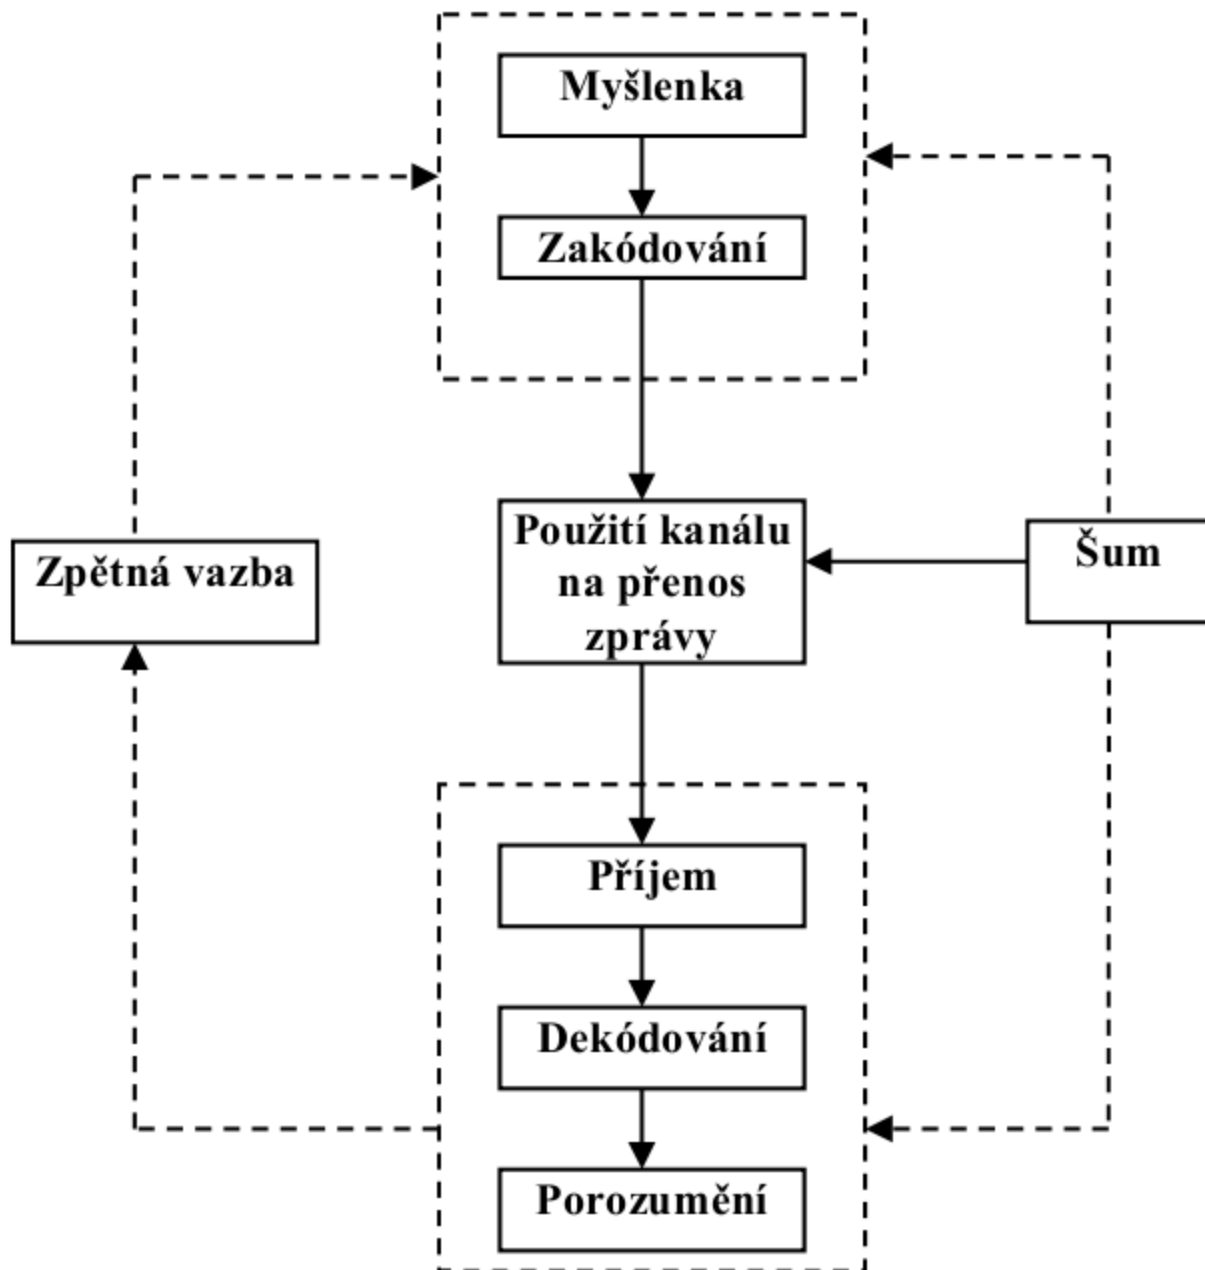 Myšlenka
Zakódování
Použití kanálu
na přenos
zprávy
Zpětná vazba
Šum
Příjem
Dekódování
Porozumění